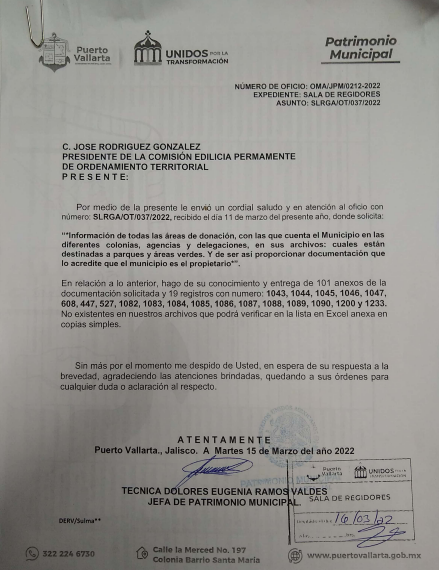 Puerto
Vallarta
UNIDOS POR LA
TRANSFORMACIÓN
Patrimonio
Municipal
NÚMERO DE OFICIO: OMA/JPM/0212-2022
EXPEDIENTE: SALA DE REGIDORES
ASUNTO: SLRGA/OT/037/2022
C. JOSE RODRIGUEZ GONZALEZ
PRESIDENTE DE LA COMISIÓN EDILICIA PERMAMENTE
DE ORDENAMIENTO TERRITORIAL
P R E S E N T E:
Por medio de la presente le envió un cordial saludo y en atención al oficio con
número: SLRGA/OT/037/2022, recibido el día 11 de marzo del presente año, donde solicita:
"*Información de todas las áreas de donación, con las que cuenta el Municipio en las
diferentes colonias, agencias y delegaciones, en sus archivos: cuales están
destinadas a parques y áreas verdes. Y de ser así proporcionar documentación que
lo acredite que el municipio es el propietario*".
En relación a lo anterior, hago de su conocimiento y entrega de 101 anexos de la
documentación solicitada y 19 registros con numero: 1043, 1044, 1045, 1046, 1047,
608, 447, 527, 1082, 1083, 1084, 1085, 1086, 1087, 1088, 1089, 1090, 1200 y 1233.
No existentes en nuestros archivos que podrá verificar en la lista en Excel anexa en
copias simples.
Sin más por el momento me despido de Usted, en espera de su respuesta a la
brevedad, agradeciendo las atenciones brindadas, quedando a sus órdenes para
cualquier duda o aclaración al respecto.
A T E N T A M E N T E
Puerto Vallarta., Jalisco. A Martes 15 de Marzo del año 2022
PATRIMONIO
TECNICA DOLORES EUGENIA RAMOS VALDES
JEFA DE PATRIMONIO MUNICIPAL.
Puerto
Vallarta
UNIDOS POR LA
TRANSFORMACIÓN
SALA DE REGIDORES
16/03/22
DERV/Sulma**
322 224 6730
Calle la Merced No. 197
Colonia Barrio Santa María
www.puertovallarta.gob.mx